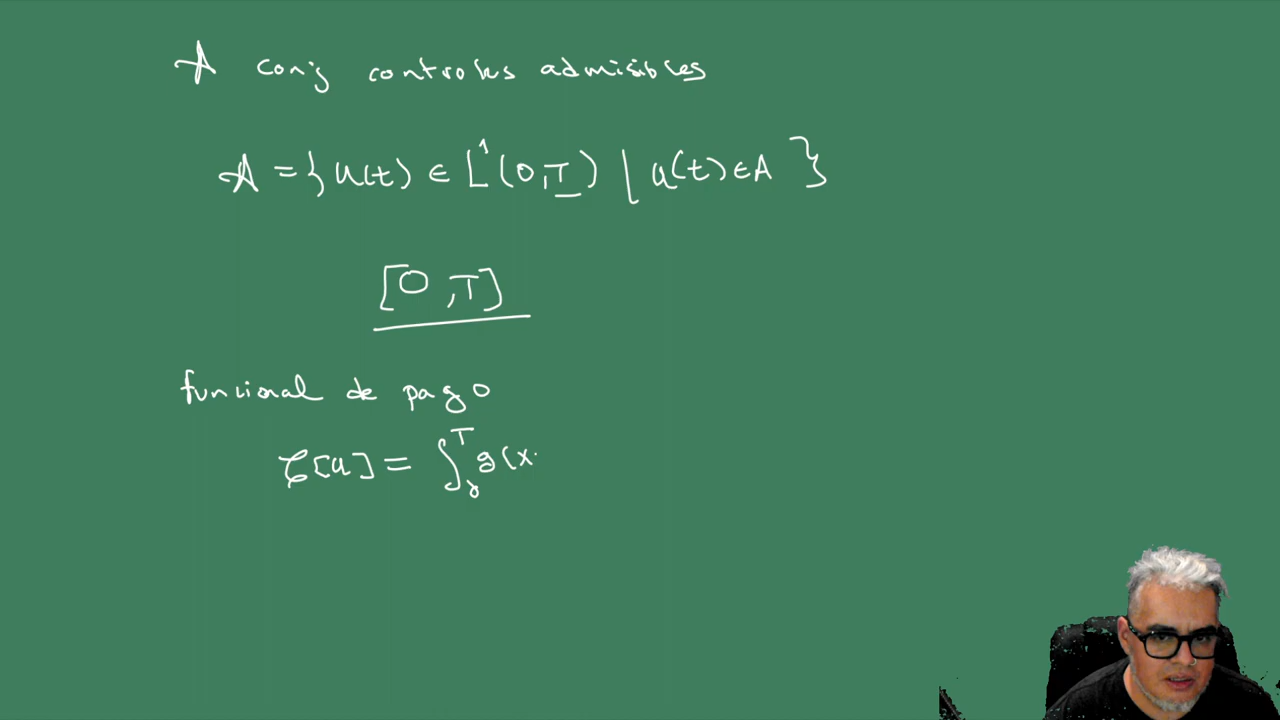 𝒜 conj controles admisibles
𝒜 = { u(t) ∈ L¹(0,T) | u(t) ∈ A }
[0,T]
funcional de pago
𝒞[u] = ∫₀ᵀ g(x